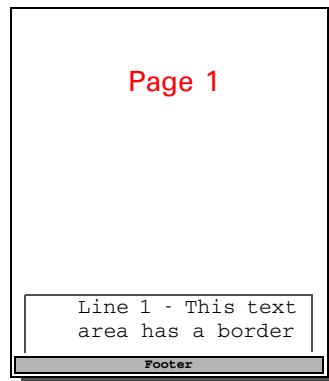 Page 1
Line 1 - This text
area has a border
Footer